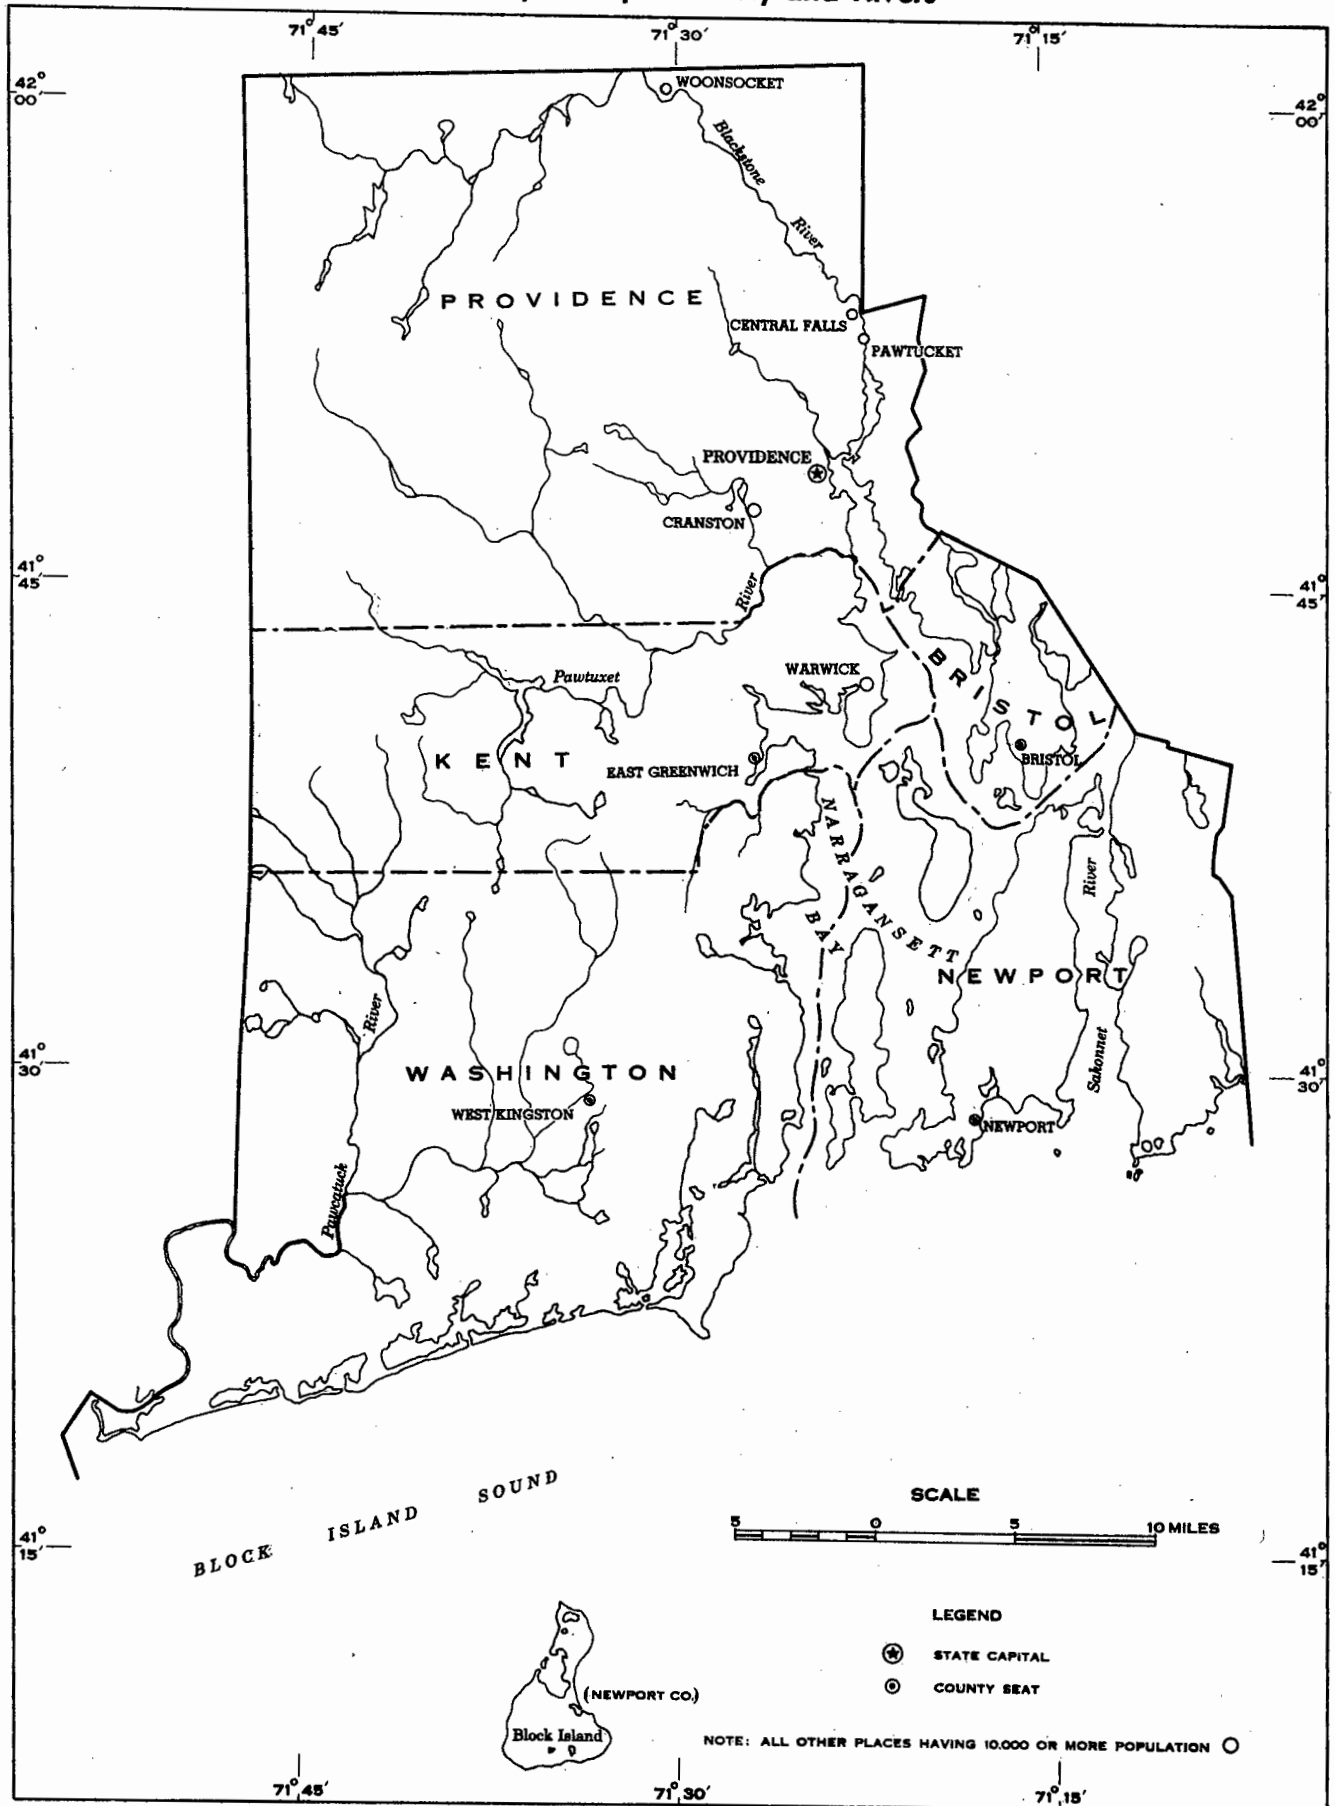 and Rivers
71° 45'
71° 30'
71° 15'
42° 00'
42° 00'
WOONSOCKET
Blackstone
River
PROVIDENCE
CENTRAL FALLS
PAWTUCKET
PROVIDENCE
CRANSTON
41° 45'
41° 45'
River
BRISTOL
WARWICK
Pawtuxet
KENT
EAST GREENWICH
BRISTOL
NARRAGANSETT
BAY
River
NEWPORT
River
Sakonnet
41° 30'
41° 30'
WASHINGTON
WEST KINGSTON
NEWPORT
Pawcatuck
BLOCK ISLAND SOUND
SCALE
5 0 5 10 MILES
41° 15'
41° 15'
LEGEND
STATE CAPITAL
COUNTY SEAT
(NEWPORT CO.)
Block Island
NOTE: ALL OTHER PLACES HAVING 10.000 OR MORE POPULATION
71° 45'
71° 30'
71° 15'